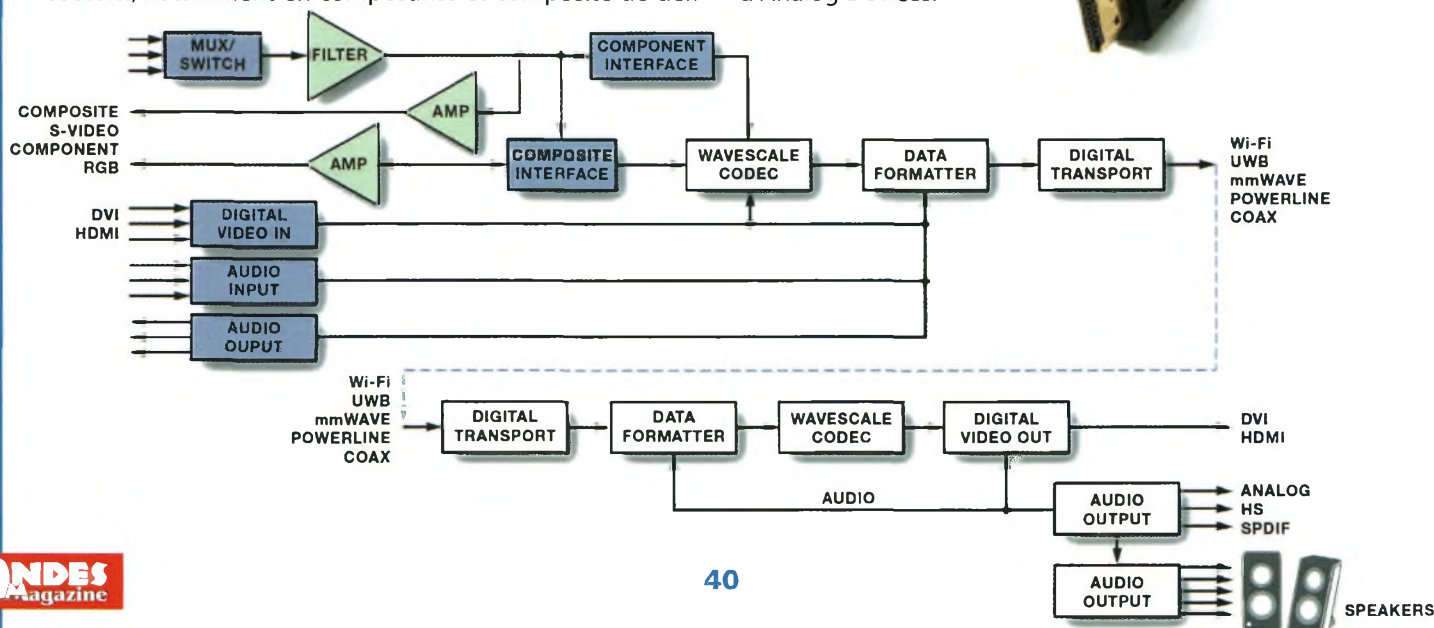 MUX/
SWITCH
FILTER
COMPONENT
INTERFACE
AMP
COMPOSITE
S-VIDEO
COMPONENT
RGB
AMP
COMPOSITE
INTERFACE
WAVESCALE
CODEC
DATA
FORMATTER
DIGITAL
TRANSPORT
Wi-Fi
UWB
mmWAVE
POWERLINE
COAX
DVI
HDMI
DIGITAL
VIDEO IN
AUDIO
INPUT
AUDIO
OUPUT
Wi-Fi
UWB
mmWAVE
POWERLINE
COAX
DIGITAL
TRANSPORT
DATA
FORMATTER
WAVESCALE
CODEC
DIGITAL
VIDEO OUT
DVI
HDMI
AUDIO
AUDIO
OUTPUT
ANALOG
HS
SPDIF
AUDIO
OUTPUT
SPEAKERS
NDES
Magazine
40